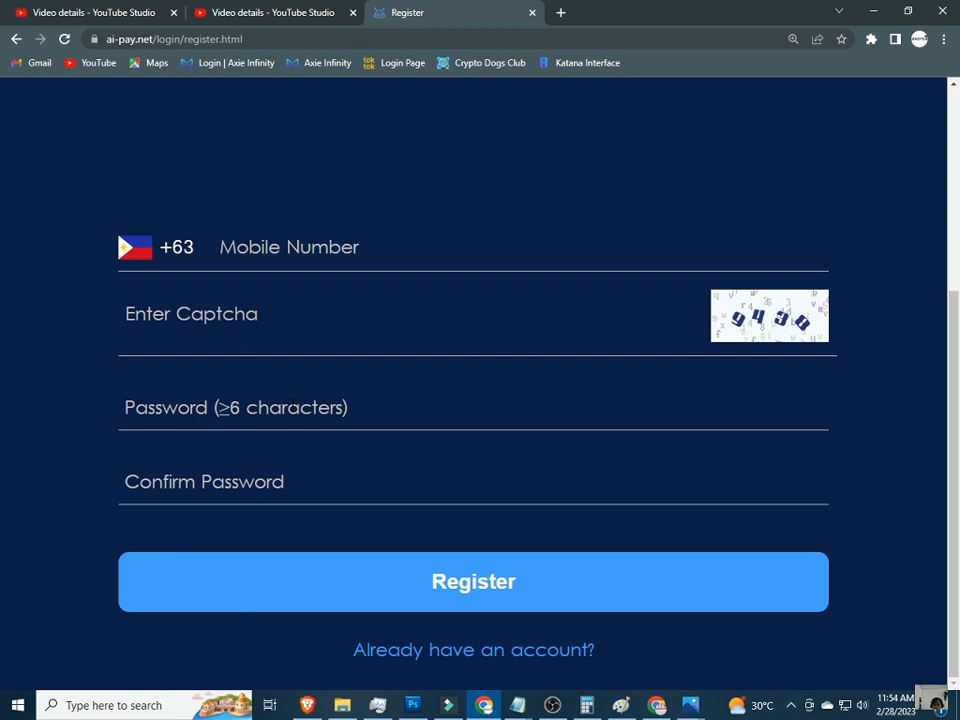 Video details - YouTube Studio
Video details - YouTube Studio
Register
ai-pay.net/login/register.html
Gmail
YouTube
Maps
Login | Axie Infinity
Axie Infinity
Login Page
Crypto Dogs Club
Katana Interface
+63 Mobile Number
Enter Captcha
9498
Password (≥6 characters)
Confirm Password
Register
Already have an account?
Type here to search
30°C
11:54 AM
2/28/2023